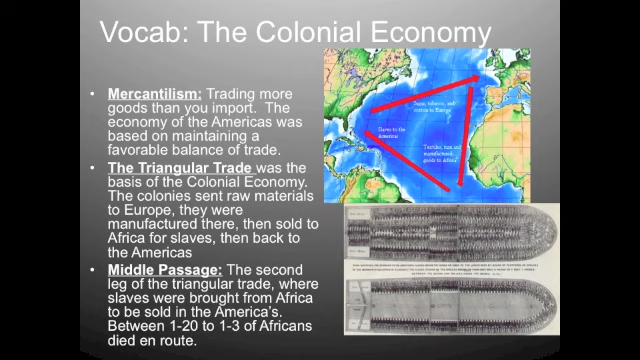 Vocab: The Colonial Economy
• Mercantilism: Trading more
goods than you import. The
economy of the Americas was
based on maintaining a
favorable balance of trade.
• The Triangular Trade was the
basis of the Colonial Economy.
The colonies sent raw materials
to Europe, they were
manufactured there, then sold to
Africa for slaves, then back to
the Americas
• Middle Passage: The second
leg of the triangular trade, where
slaves were brought from Africa
to be sold in the America's.
Between 1-20 to 1-3 of Africans
died en route.
Sugar, tobacco, and
cotton to Europe
Slaves to the
Americas
Textiles, rum and
manufactured
goods to Africa